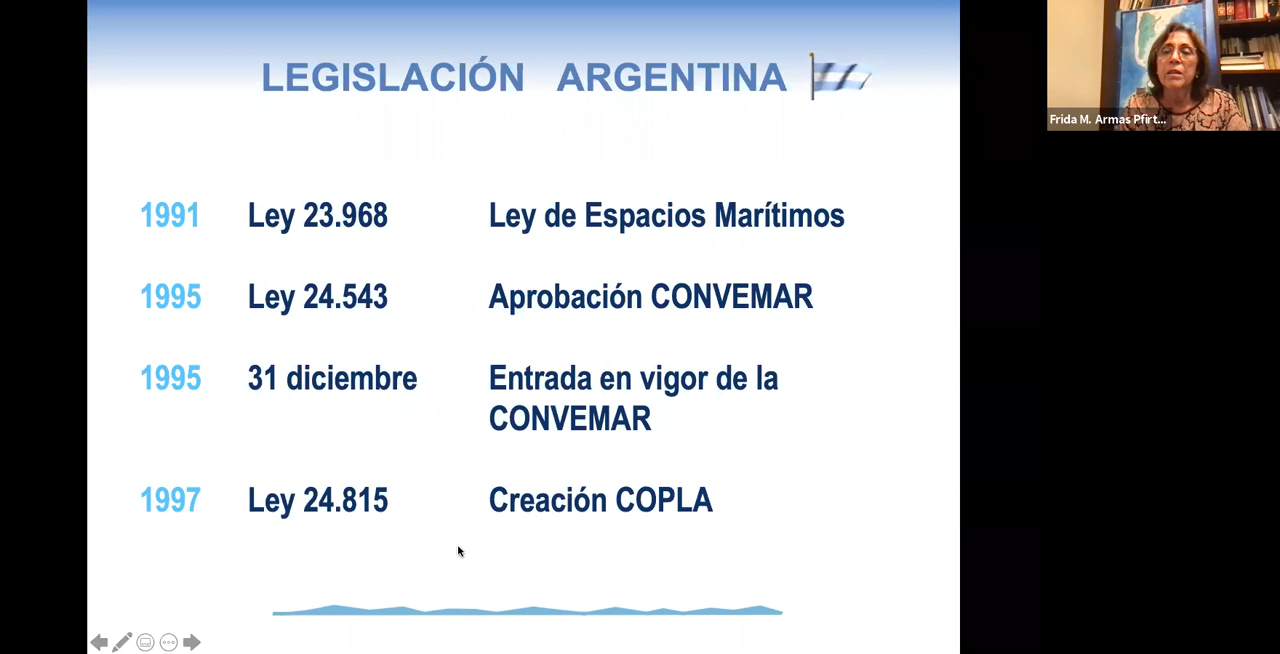 LEGISLACIÓN ARGENTINA
1991 Ley 23.968 Ley de Espacios Marítimos
1995 Ley 24.543 Aprobación CONVEMAR
1995 31 diciembre Entrada en vigor de la
CONVEMAR
1997 Ley 24.815 Creación COPLA
Frida M. Armas Pfirt...